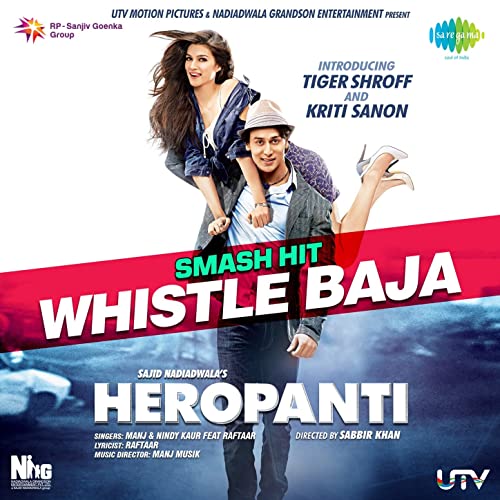 UTV MOTION PICTURES & NADIADWALA GRANDSON ENTERTAINMENT PRESENT
RP-Sanjiv Goenka
Group
saregama
INTRODUCING
TIGER SHROFF
AND
KRITI SANON
SMASH HIT
WHISTLE BAJA
SAJID NADIADWALA'S
HEROPANTI
SINGERS: MANJ & NINDY KAUR FEAT RAFTAAR
LYRICIST: RAFTAAR
MUSIC DIRECTOR: MANJ MUSIK
DIRECTED BY SABBIR KHAN
NG
UTV